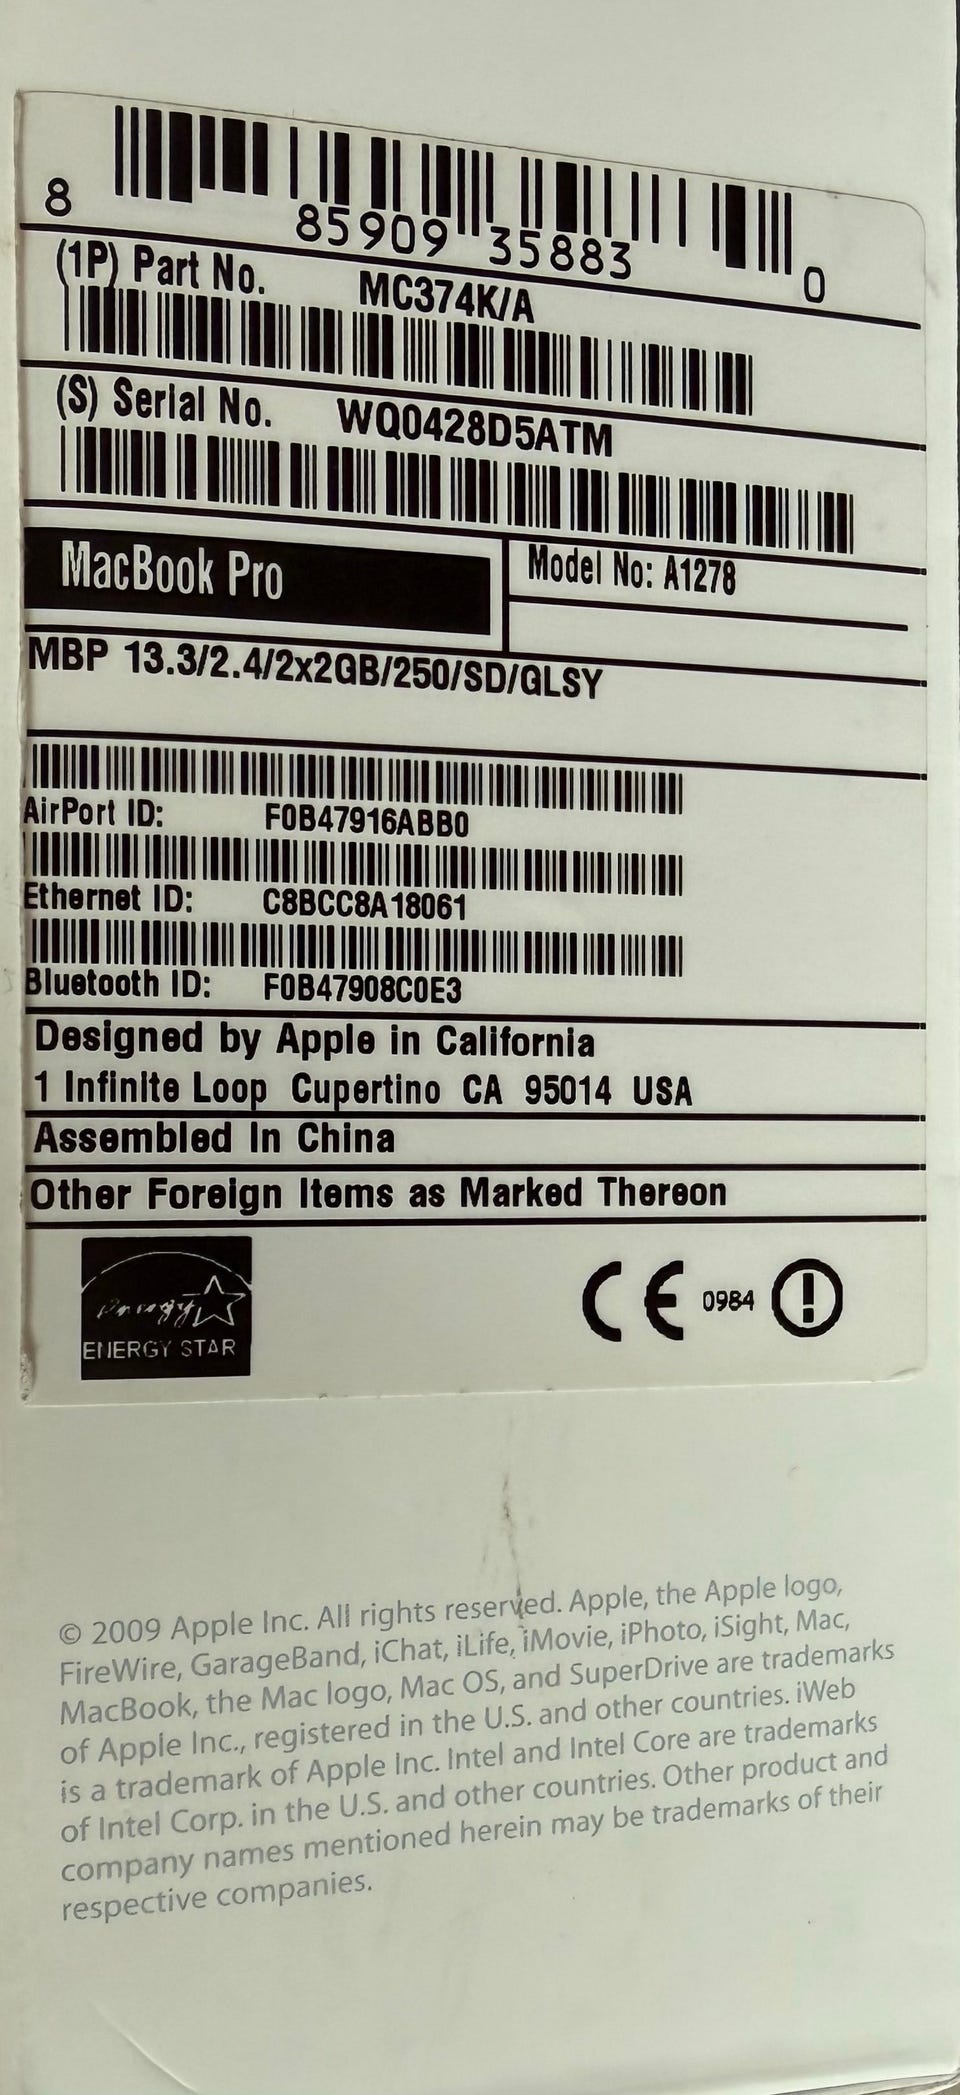 8 85909 35883 0
(1P) Part No. MC374K/A
(S) Serial No. WQ0428D5ATM
MacBook Pro
Model No: A1278
MBP 13.3/2.4/2x2GB/250/SD/GLSY
AirPort ID: F0B47916ABB0
Ethernet ID: C8BCC8A18061
Bluetooth ID: F0B47908C0E3
Designed by Apple in California
1 Infinite Loop Cupertino CA 95014 USA
Assembled In China
Other Foreign Items as Marked Thereon
energy
ENERGY STAR
CE 0984 !
© 2009 Apple Inc. All rights reserved. Apple, the Apple logo,
FireWire, GarageBand, iChat, iLife, iMovie, iPhoto, iSight, Mac,
MacBook, the Mac logo, Mac OS, and SuperDrive are trademarks
of Apple Inc., registered in the U.S. and other countries. iWeb
is a trademark of Apple Inc. Intel and Intel Core are trademarks
of Intel Corp. in the U.S. and other countries. Other product and
company names mentioned herein may be trademarks of their
respective companies.